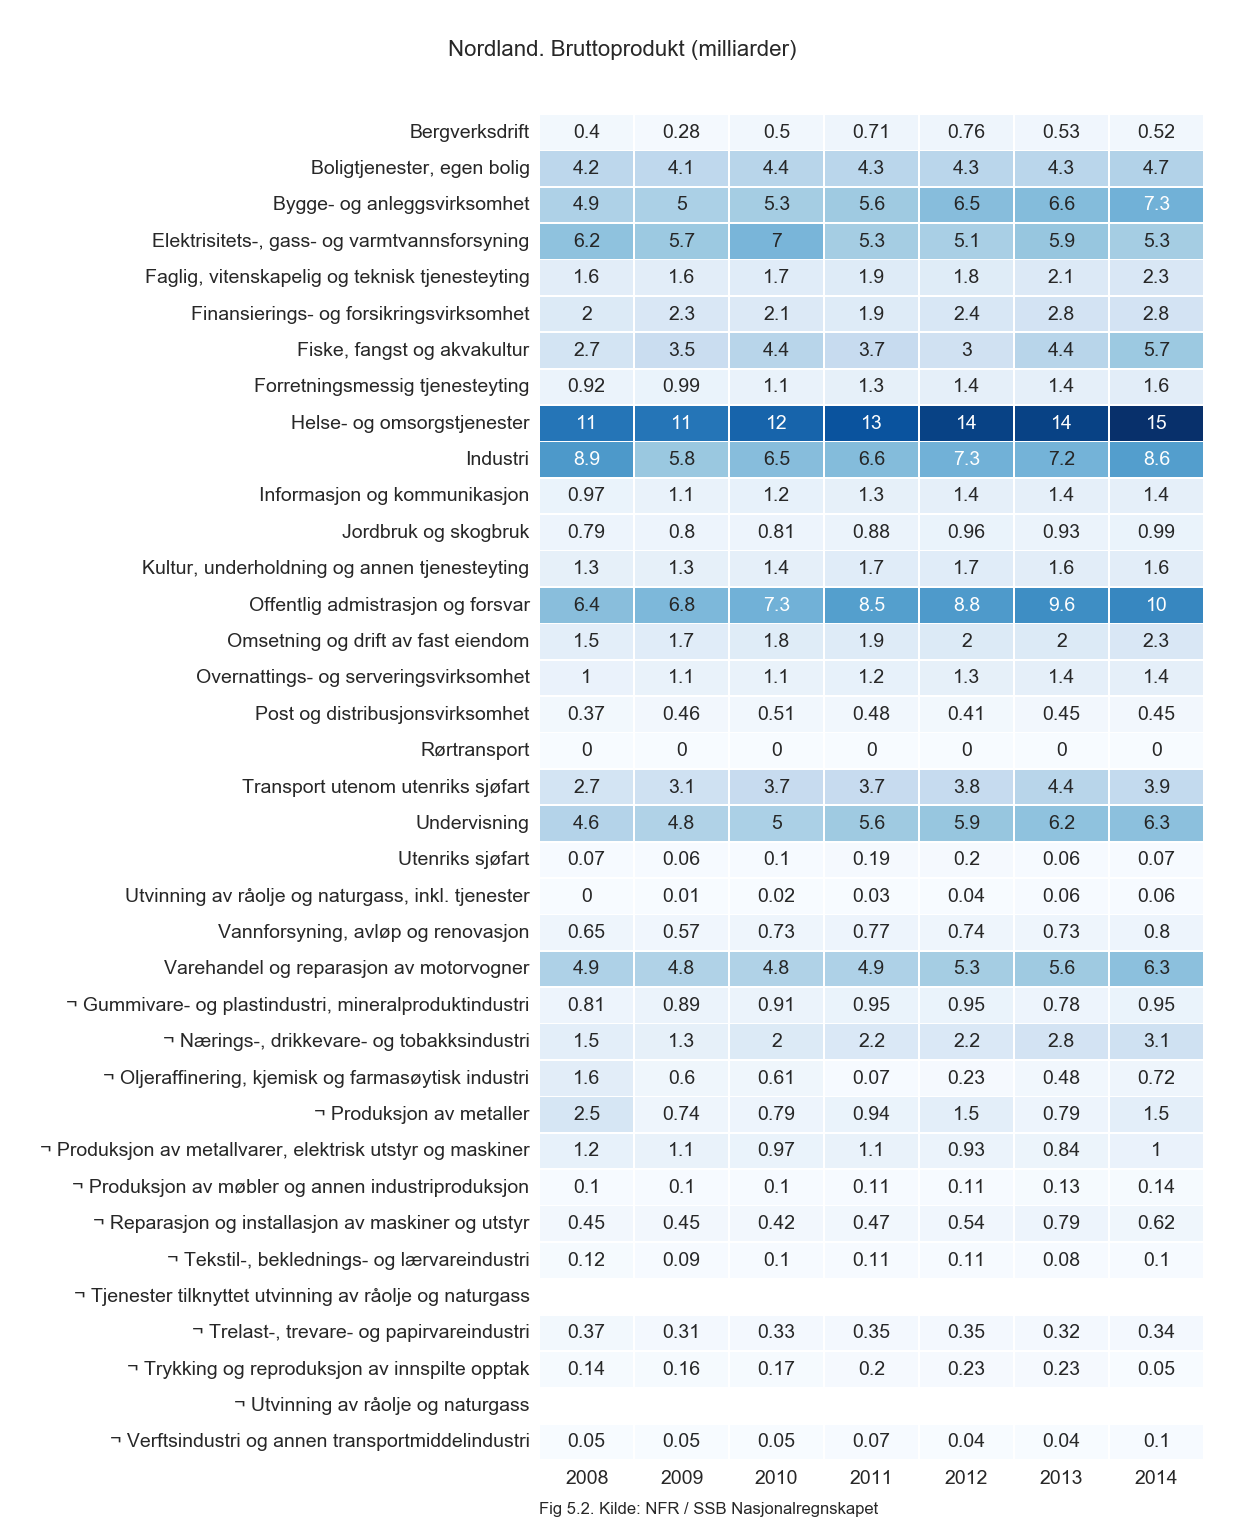 Nordland. Bruttoprodukt (milliarder)
Bergverksdrift 0.4 0.28 0.5 0.71 0.76 0.53 0.52
Boligtjenester, egen bolig 4.2 4.1 4.4 4.3 4.3 4.3 4.7
Bygge- og anleggsvirksomhet 4.9 5 5.3 5.6 6.5 6.6 7.3
Elektrisitets-, gass- og varmtvannsforsyning 6.2 5.7 7 5.3 5.1 5.9 5.3
Faglig, vitenskapelig og teknisk tjenesteyting 1.6 1.6 1.7 1.9 1.8 2.1 2.3
Finansierings- og forsikringsvirksomhet 2 2.3 2.1 1.9 2.4 2.8 2.8
Fiske, fangst og akvakultur 2.7 3.5 4.4 3.7 3 4.4 5.7
Forretningsmessig tjenesteyting 0.92 0.99 1.1 1.3 1.4 1.4 1.6
Helse- og omsorgstjenester 11 11 12 13 14 14 15
Industri 8.9 5.8 6.5 6.6 7.3 7.2 8.6
Informasjon og kommunikasjon 0.97 1.1 1.2 1.3 1.4 1.4 1.4
Jordbruk og skogbruk 0.79 0.8 0.81 0.88 0.96 0.93 0.99
Kultur, underholdning og annen tjenesteyting 1.3 1.3 1.4 1.7 1.7 1.6 1.6
Offentlig admistrasjon og forsvar 6.4 6.8 7.3 8.5 8.8 9.6 10
Omsetning og drift av fast eiendom 1.5 1.7 1.8 1.9 2 2 2.3
Overnattings- og serveringsvirksomhet 1 1.1 1.1 1.2 1.3 1.4 1.4
Post og distribusjonsvirksomhet 0.37 0.46 0.51 0.48 0.41 0.45 0.45
Rørtransport 0 0 0 0 0 0 0
Transport utenom utenriks sjøfart 2.7 3.1 3.7 3.7 3.8 4.4 3.9
Undervisning 4.6 4.8 5 5.6 5.9 6.2 6.3
Utenriks sjøfart 0.07 0.06 0.1 0.19 0.2 0.06 0.07
Utvinning av råolje og naturgass, inkl. tjenester 0 0.01 0.02 0.03 0.04 0.06 0.06
Vannforsyning, avløp og renovasjon 0.65 0.57 0.73 0.77 0.74 0.73 0.8
Varehandel og reparasjon av motorvogner 4.9 4.8 4.8 4.9 5.3 5.6 6.3
¬ Gummivare- og plastindustri, mineralproduktindustri 0.81 0.89 0.91 0.95 0.95 0.78 0.95
¬ Nærings-, drikkevare- og tobakksindustri 1.5 1.3 2 2.2 2.2 2.8 3.1
¬ Oljeraffinering, kjemisk og farmasøytisk industri 1.6 0.6 0.61 0.07 0.23 0.48 0.72
¬ Produksjon av metaller 2.5 0.74 0.79 0.94 1.5 0.79 1.5
¬ Produksjon av metallvarer, elektrisk utstyr og maskiner 1.2 1.1 0.97 1.1 0.93 0.84 1
¬ Produksjon av møbler og annen industriproduksjon 0.1 0.1 0.1 0.11 0.11 0.13 0.14
¬ Reparasjon og installasjon av maskiner og utstyr 0.45 0.45 0.42 0.47 0.54 0.79 0.62
¬ Tekstil-, beklednings- og lærvareindustri 0.12 0.09 0.1 0.11 0.11 0.08 0.1
¬ Tjenester tilknyttet utvinning av råolje og naturgass
¬ Trelast-, trevare- og papirvareindustri 0.37 0.31 0.33 0.35 0.35 0.32 0.34
¬ Trykking og reproduksjon av innspilte opptak 0.14 0.16 0.17 0.2 0.23 0.23 0.05
¬ Utvinning av råolje og naturgass
¬ Verftsindustri og annen transportmiddelindustri 0.05 0.05 0.05 0.07 0.04 0.04 0.1
2008 2009 2010 2011 2012 2013 2014
Fig 5.2. Kilde: NFR / SSB Nasjonalregnskapet